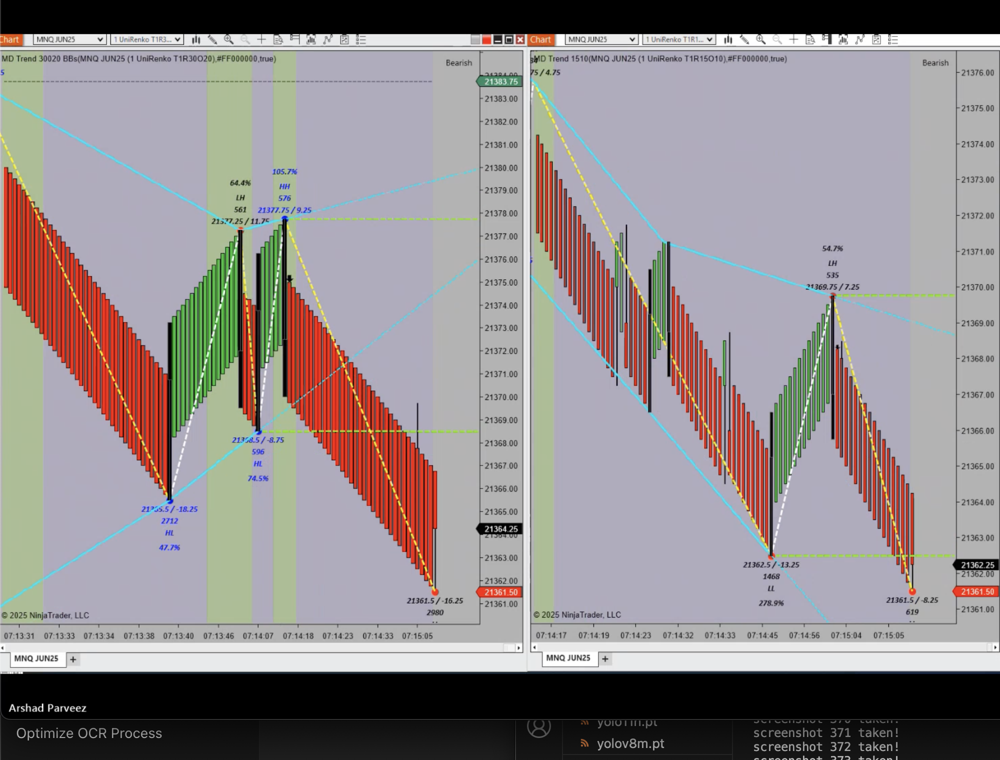 Chart MNQ JUN25 1 UniRenko T1R3...
MD Trend 30020 BBs(MNQ JUN25 (1 UniRenko T1R30O20),#FF000000,true)
Bearish
21383.75
21383.00
21382.00
21381.00
21380.00
21379.00
21378.00
21377.00
21376.00
21375.00
21374.00
21373.00
21372.00
21371.00
21370.00
21369.00
21368.00
21367.00
21366.00
21365.00
21364.25
21363.00
21362.00
21361.50
21361.00
64.4%
LH
561
21377.25 / 11.75
105.7%
HH
576
21377.75 / 9.25
21365.5 / -18.25
2712
HL
47.7%
21368.5 / -8.75
596
HL
74.5%
21361.5 / -16.25
2980
© 2025 NinjaTrader, LLC
07:13:31 07:13:33 07:13:34 07:13:38 07:13:40 07:13:46 07:14:07 07:14:18 07:14:23 07:14:33 07:15:05
MNQ JUN25 +
Chart MNQ JUN25 1 UniRenko T1R1...
MD Trend 1510(MNQ JUN25 (1 UniRenko T1R15O10),#FF000000,true)
Bearish
75 / 4.75
21376.00
21375.00
21374.00
21373.00
21372.00
21371.00
21370.00
21369.00
21368.00
21367.00
21366.00
21365.00
21364.00
21363.00
21362.25
21361.50
21361.00
54.7%
LH
535
21369.75 / 7.25
21362.5 / -13.25
1468
LL
278.9%
21361.5 / -8.25
619
© 2025 NinjaTrader, LLC
07:14:17 07:14:19 07:14:23 07:14:32 07:14:33 07:14:45 07:14:56 07:15:04 07:15:05
MNQ JUN25 +
Arshad Parveez
Optimize OCR Process
yolo11n.pt
yolov8m.pt
screenshot 370 taken!
screenshot 371 taken!
screenshot 372 taken!
screenshot 373 taken!